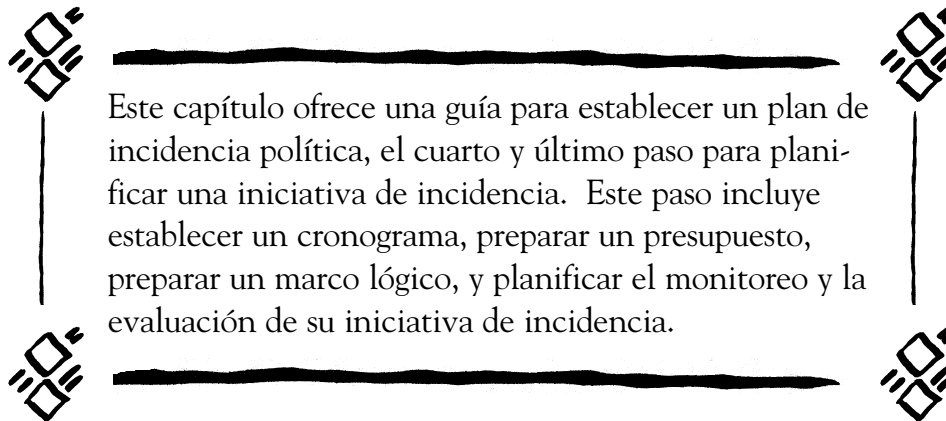 Este capítulo ofrece una guía para establecer un plan de
incidencia política, el cuarto y último paso para plani-
ficar una iniciativa de incidencia.  Este paso incluye
establecer un cronograma, preparar un presupuesto,
preparar un marco lógico, y planificar el monitoreo y la
evaluación de su iniciativa de incidencia.